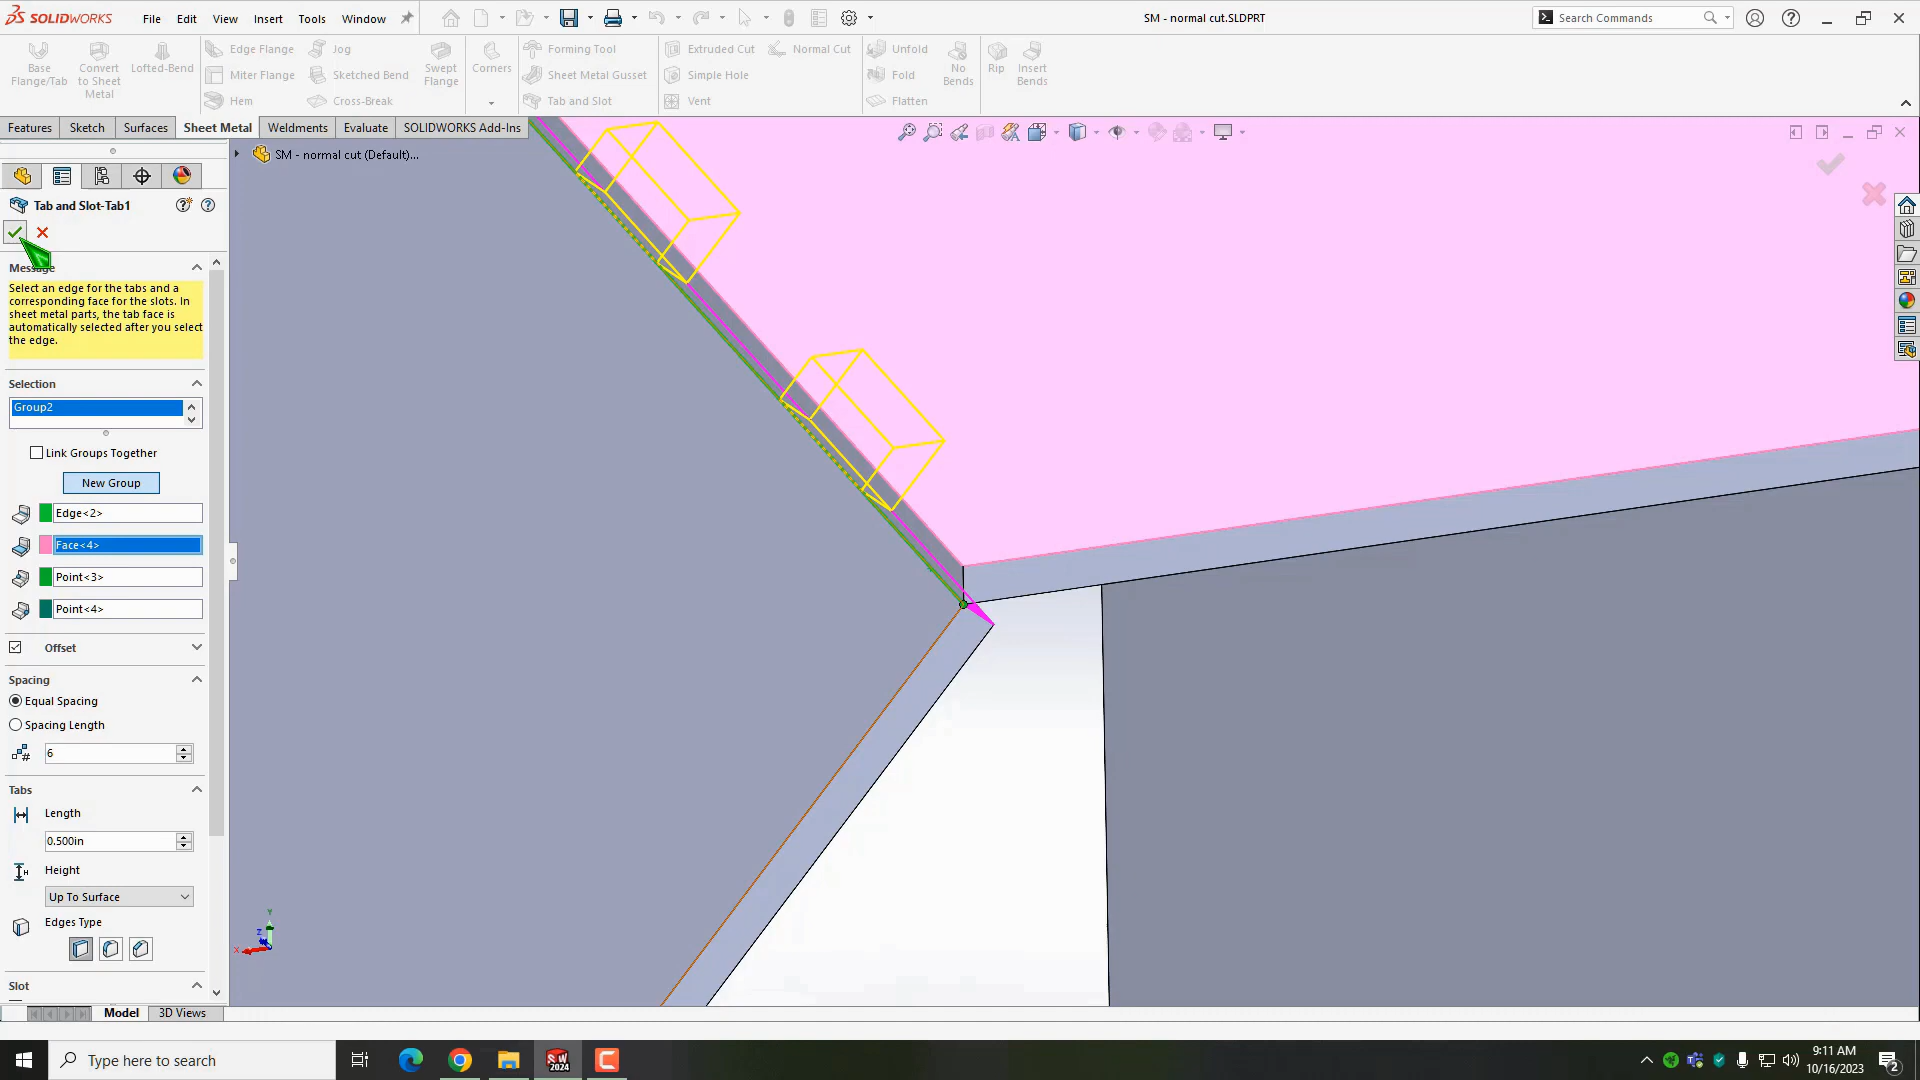 SOLIDWORKS
File
Edit
View
Insert
Tools
Window
SM - normal cut.SLDPRT
Search Commands
Base
Flange/Tab
Convert
to Sheet
Metal
Lofted-Bend
Edge Flange
Miter Flange
Hem
Jog
Sketched Bend
Cross-Break
Swept
Flange
Corners
Forming Tool
Sheet Metal Gusset
Tab and Slot
Extruded Cut
Simple Hole
Vent
Normal Cut
Unfold
Fold
Flatten
No
Bends
Rip
Insert
Bends
Features
Sketch
Surfaces
Sheet Metal
Weldments
Evaluate
SOLIDWORKS Add-Ins
SM - normal cut (Default)...
Tab and Slot-Tab1
Message
Select an edge for the tabs and a
corresponding face for the slots. In
sheet metal parts, the tab face is
automatically selected after you select
the edge.
Selection
Group2
Link Groups Together
New Group
Edge<2>
Face<4>
Point<3>
Point<4>
Offset
Spacing
Equal Spacing
Spacing Length
6
Tabs
Length
0.500in
Height
Up To Surface
Edges Type
Slot
Y
Z
X
Model
3D Views
Type here to search
SW
2024
9:11 AM
10/16/2023
2